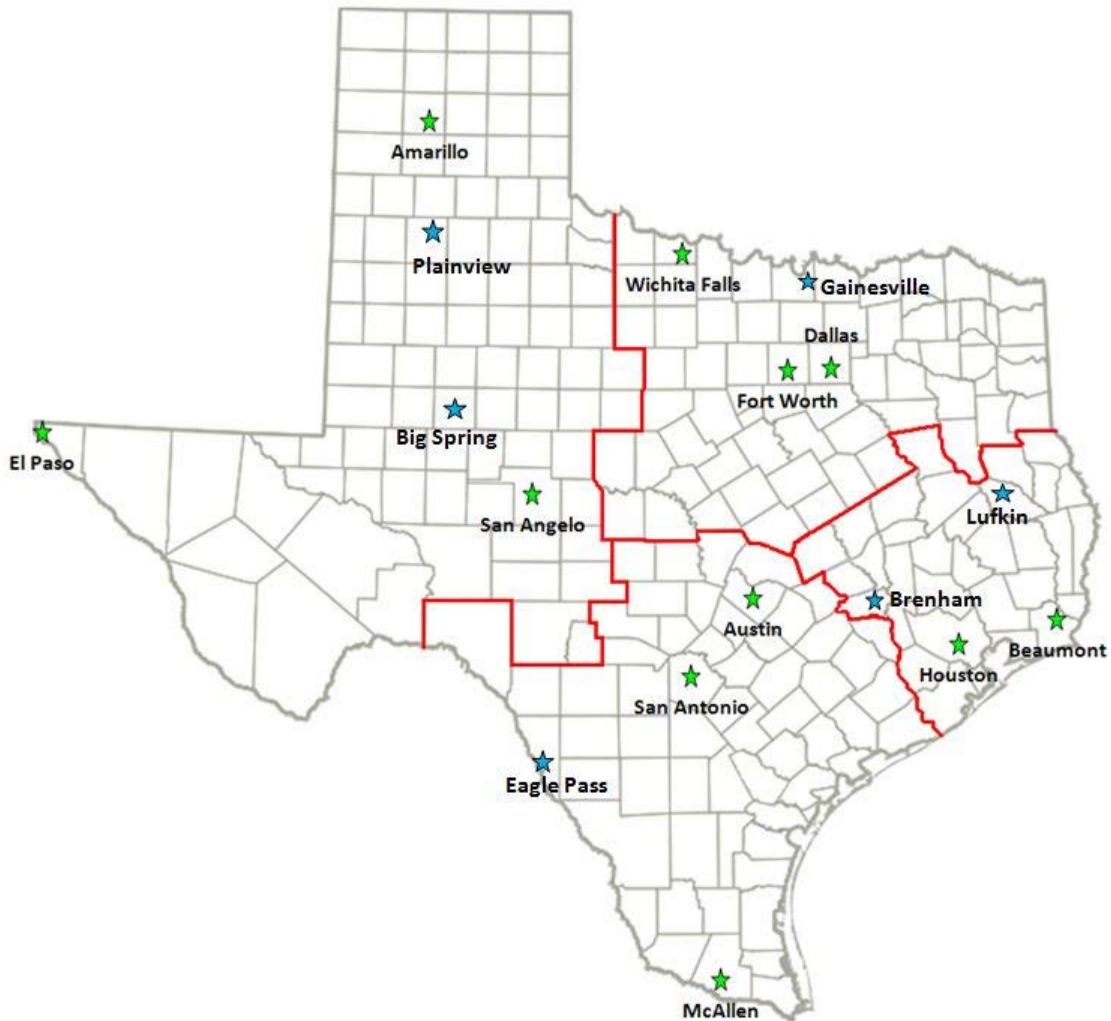 Amarillo
Plainview
Wichita Falls
Gainesville
Dallas
Fort Worth
Big Spring
El Paso
San Angelo
Lufkin
Brenham
Austin
Beaumont
Houston
San Antonio
Eagle Pass
McAllen